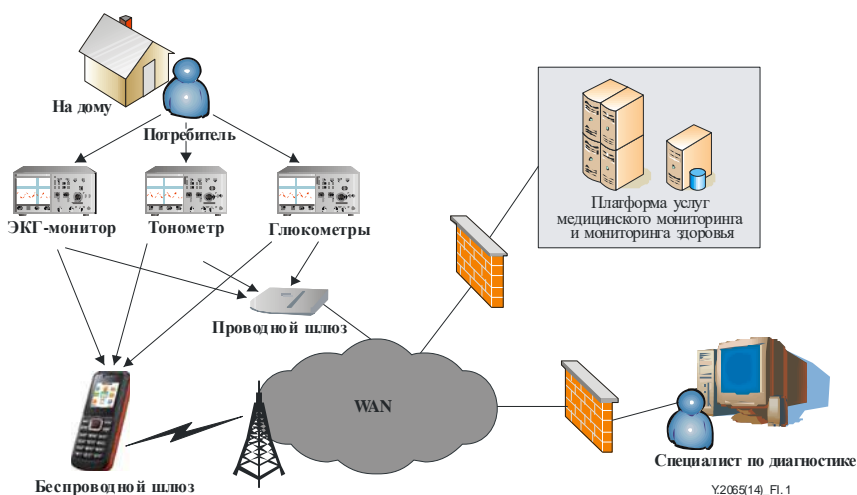 На дому
Потребитель
ЭКГ-монитор
Тонометр
Глюкометры
Платформа услуг
медицинского мониторинга
и мониторинга здоровья
Проводной шлюз
WAN
Беспроводной шлюз
Специалист по диагностике
Y.2065(14)_FI.1